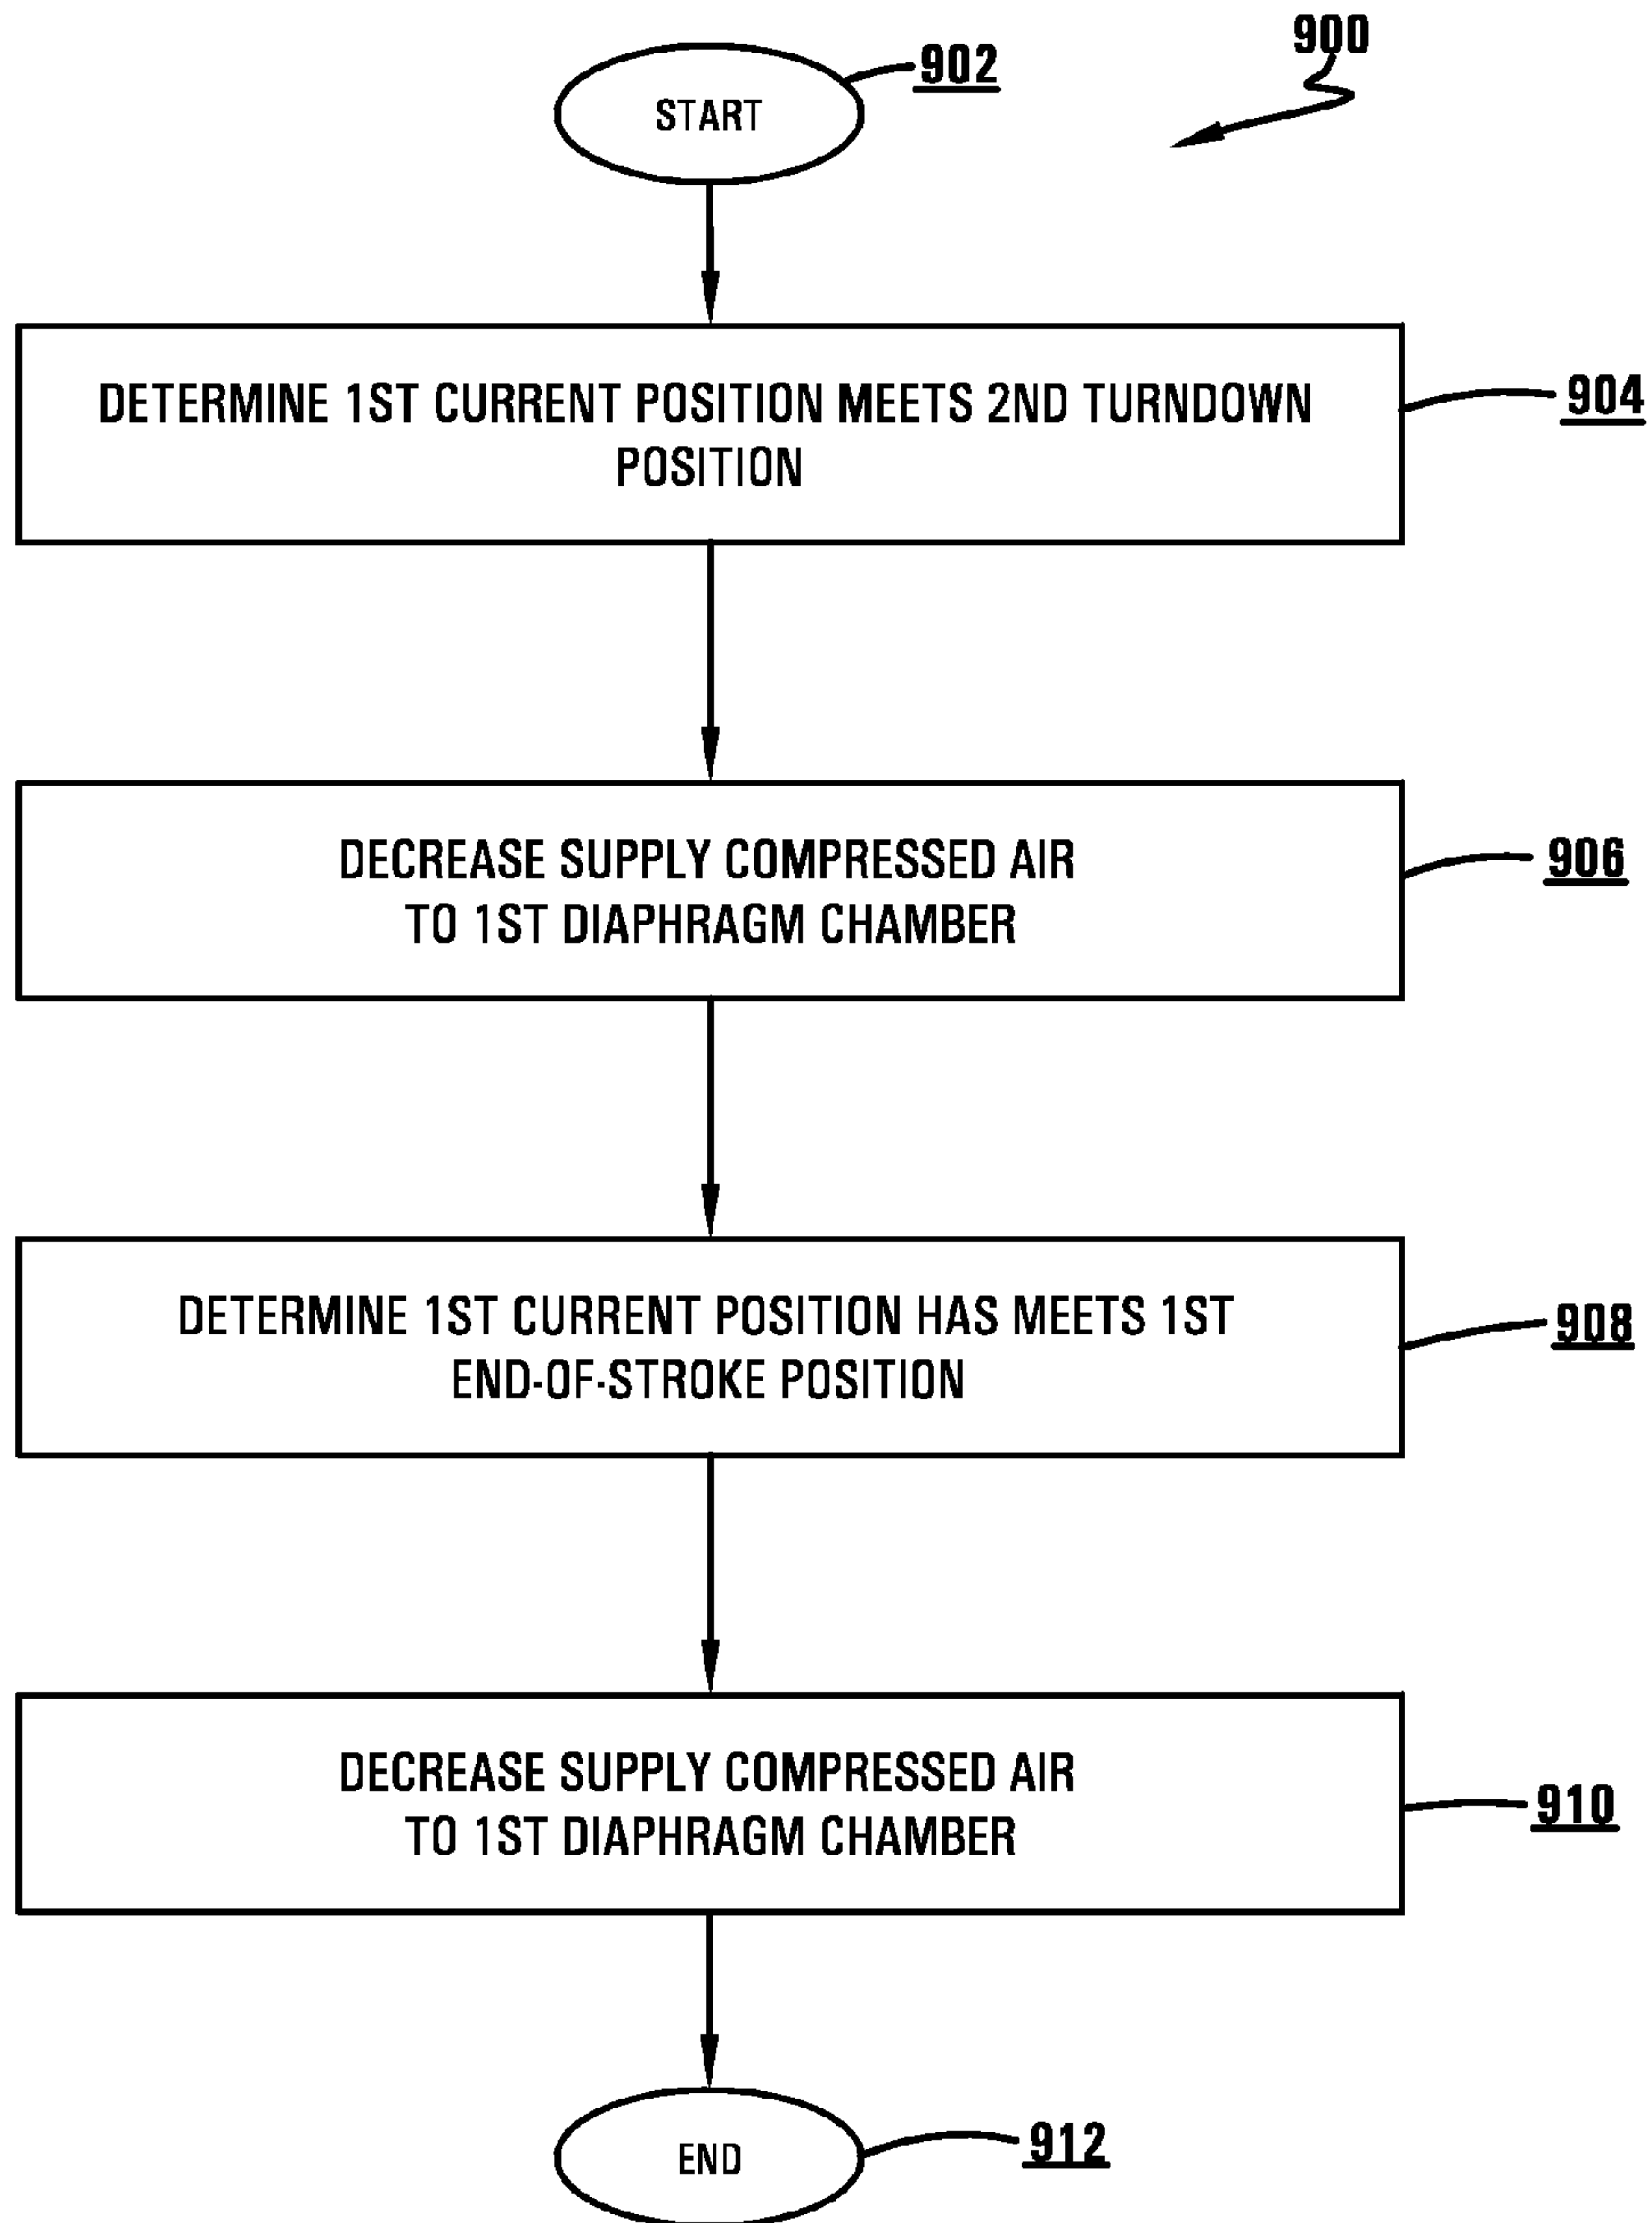 900
902
START
DETERMINE 1ST CURRENT POSITION MEETS 2ND TURNDOWN
POSITION
904
DECREASE SUPPLY COMPRESSED AIR
TO 1ST DIAPHRAGM CHAMBER
906
DETERMINE 1ST CURRENT POSITION HAS MEETS 1ST
END-OF-STROKE POSITION
908
DECREASE SUPPLY COMPRESSED AIR
TO 1ST DIAPHRAGM CHAMBER
910
END
912